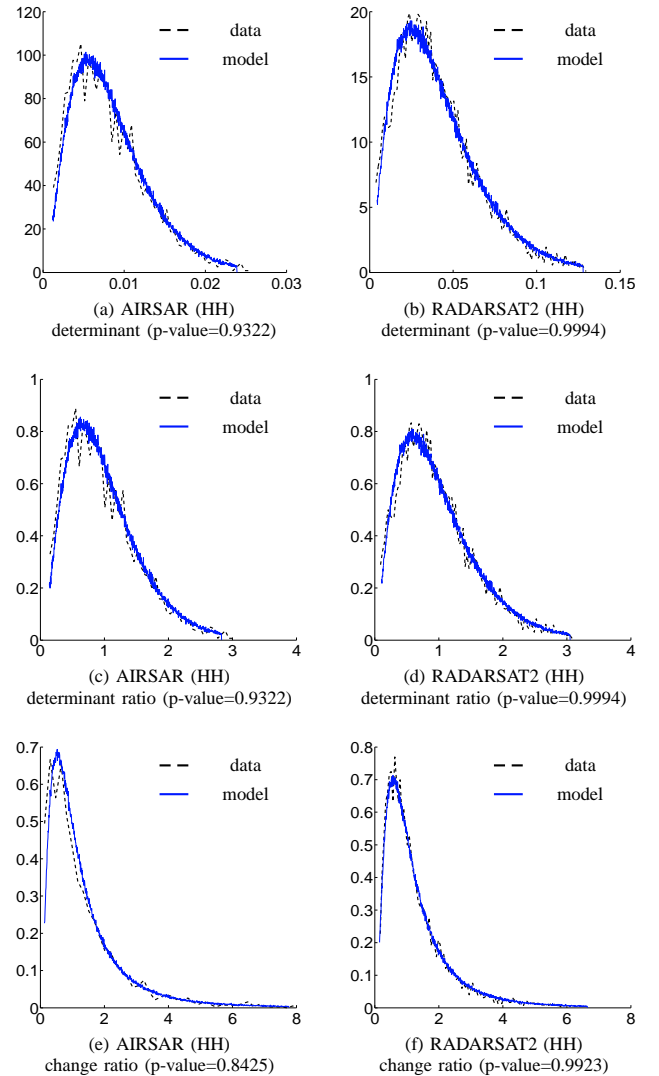 120
100
80
60
40
20
0
0 0.01 0.02 0.03
data
model
(a) AIRSAR (HH)
determinant (p-value=0.9322)
20
15
10
5
0
0 0.05 0.1 0.15
data
model
(b) RADARSAT2 (HH)
determinant (p-value=0.9994)
1
0.8
0.6
0.4
0.2
0
0 1 2 3 4
data
model
(c) AIRSAR (HH)
determinant ratio (p-value=0.9322)
1
0.8
0.6
0.4
0.2
0
0 1 2 3 4
data
model
(d) RADARSAT2 (HH)
determinant ratio (p-value=0.9994)
0.7
0.6
0.5
0.4
0.3
0.2
0.1
0
0 2 4 6 8
data
model
(e) AIRSAR (HH)
change ratio (p-value=0.8425)
0.8
0.7
0.6
0.5
0.4
0.3
0.2
0.1
0
0 2 4 6 8
data
model
(f) RADARSAT2 (HH)
change ratio (p-value=0.9923)